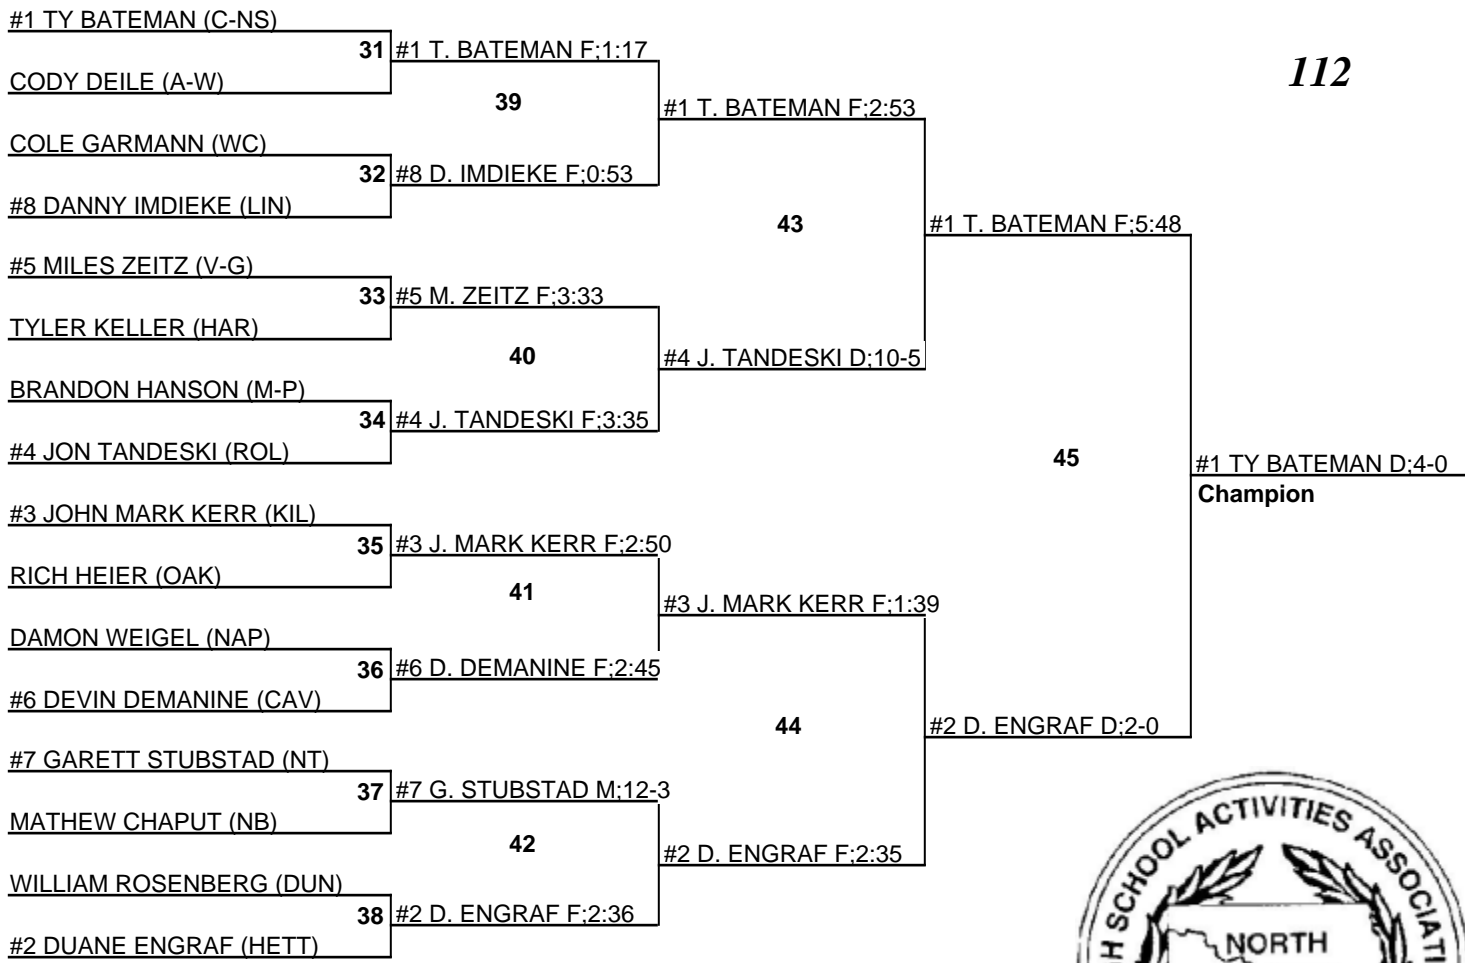 #1 TY BATEMAN (C-NS)
31 #1 T. BATEMAN F;1:17
112
CODY DEILE (A-W)
39
#1 T. BATEMAN F;2:53
COLE GARMANN (WC)
32 #8 D. IMDIEKE F;0:53
#8 DANNY IMDIEKE (LIN)
43
#1 T. BATEMAN F;5:48
#5 MILES ZEITZ (V-G)
33 #5 M. ZEITZ F;3:33
TYLER KELLER (HAR)
40
#4 J. TANDESKI D;10-5
BRANDON HANSON (M-P)
34 #4 J. TANDESKI F;3:35
#4 JON TANDESKI (ROL)
45
#1 TY BATEMAN D;4-0
Champion
#3 JOHN MARK KERR (KIL)
35 #3 J. MARK KERR F;2:50
RICH HEIER (OAK)
41
#3 J. MARK KERR F;1:39
DAMON WEIGEL (NAP)
36 #6 D. DEMANINE F;2:45
#6 DEVIN DEMANINE (CAV)
44
#2 D. ENGRAF D;2-0
#7 GARETT STUBSTAD (NT)
37 #7 G. STUBSTAD M;12-3
MATHEW CHAPUT (NB)
42
#2 D. ENGRAF F;2:35
WILLIAM ROSENBERG (DUN)
38 #2 D. ENGRAF F;2:36
#2 DUANE ENGRAF (HETT)
SCHOOL ACTIVITIES
NORTH